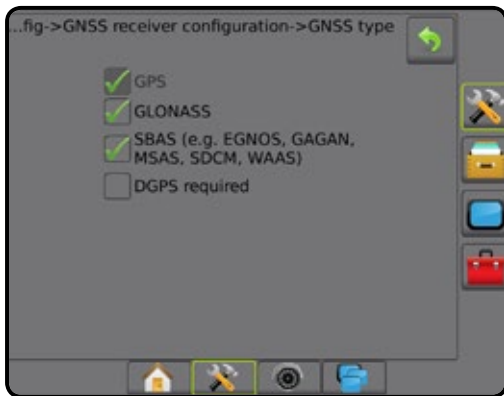 ...fig->GNSS receiver configuration->GNSS type
GPS
GLONASS
SBAS (e.g. EGNOS, GAGAN,
MSAS, SDCM, WAAS)
DGPS required